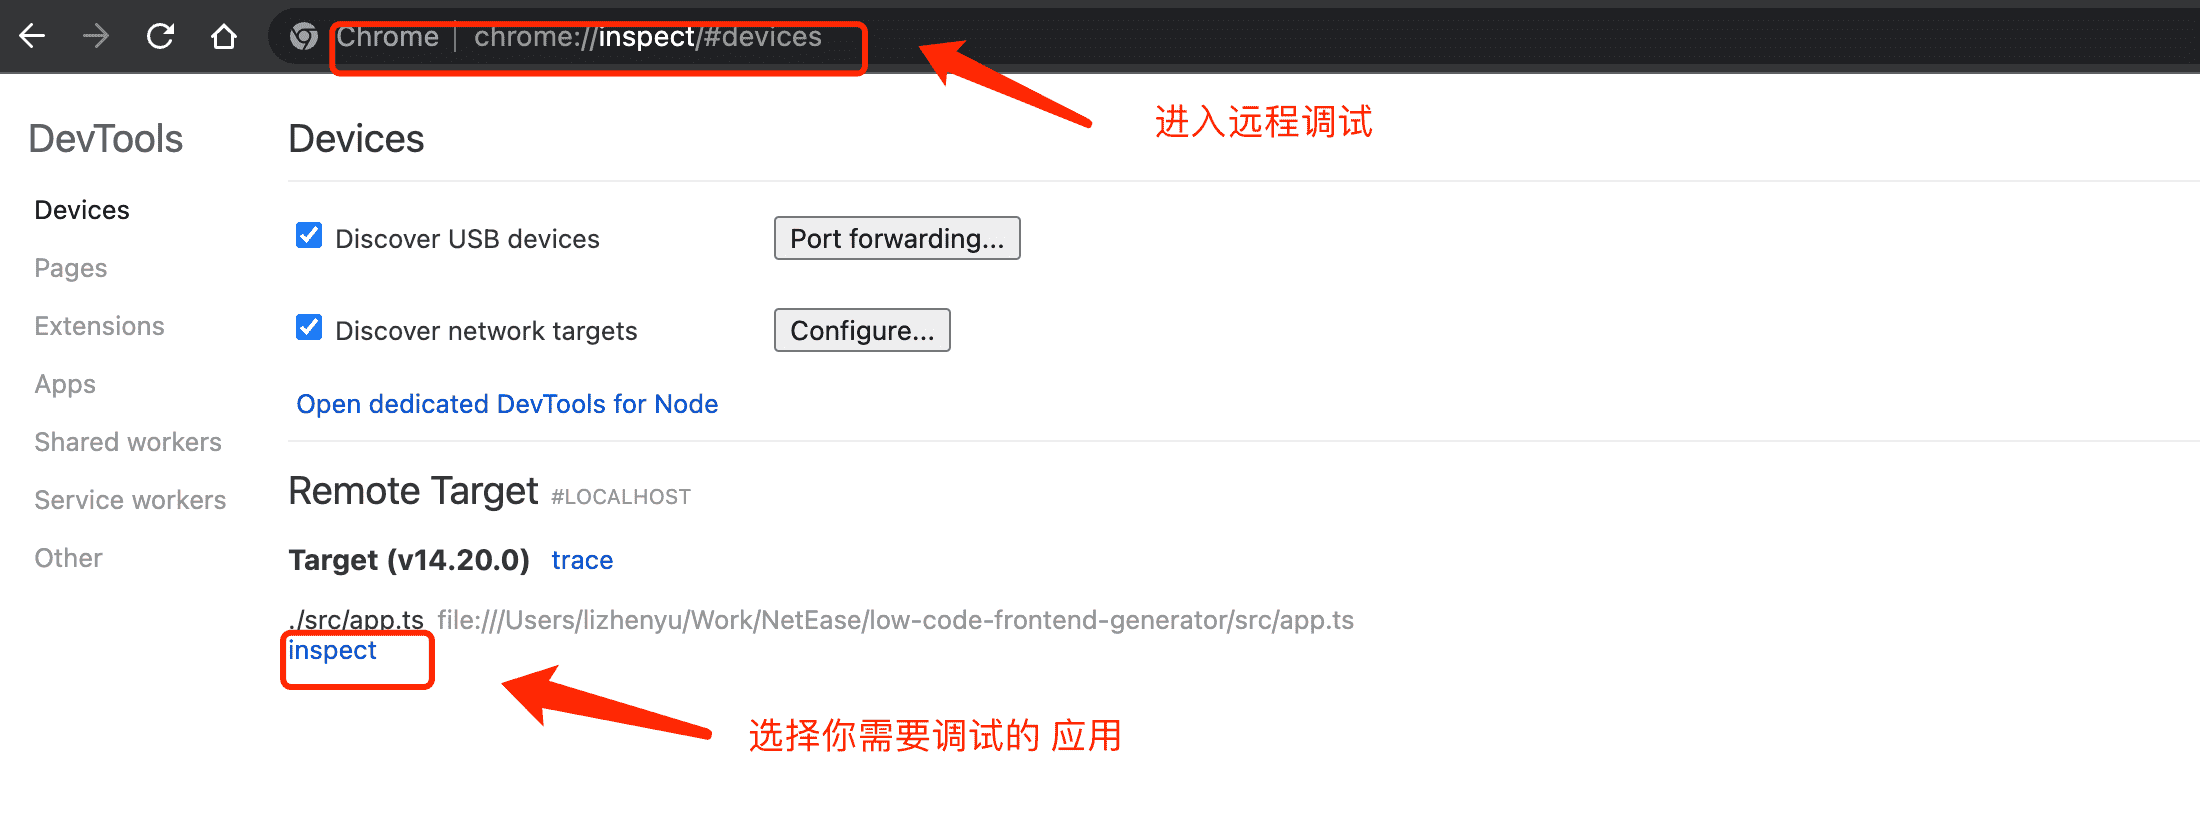 Chrome | chrome://inspect/#devices
进入远程调试
DevTools
Devices
Pages
Extensions
Apps
Shared workers
Service workers
Other
Devices
Discover USB devices
Port forwarding...
Discover network targets
Configure...
Open dedicated DevTools for Node
Remote Target #LOCALHOST
Target (v14.20.0) trace
./src/app.ts file:///Users/lizhenyu/Work/NetEase/low-code-frontend-generator/src/app.ts
inspect
选择你需要调试的 应用